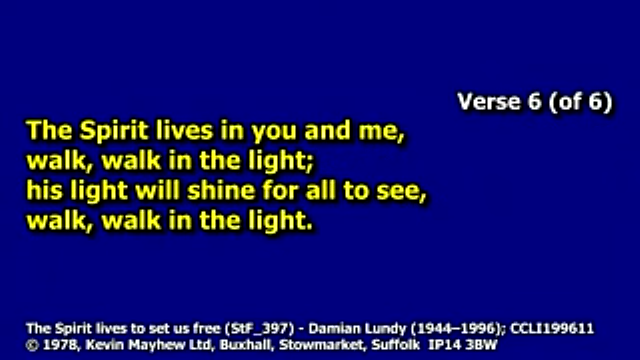 Verse 6 (of 6)
The Spirit lives in you and me,
walk, walk in the light;
his light will shine for all to see,
walk, walk in the light.
The Spirit lives to set us free (StF_397) - Damian Lundy (1944–1996); CCLI199611
© 1978, Kevin Mayhew Ltd, Buxhall, Stowmarket, Suffolk  IP14 3BW